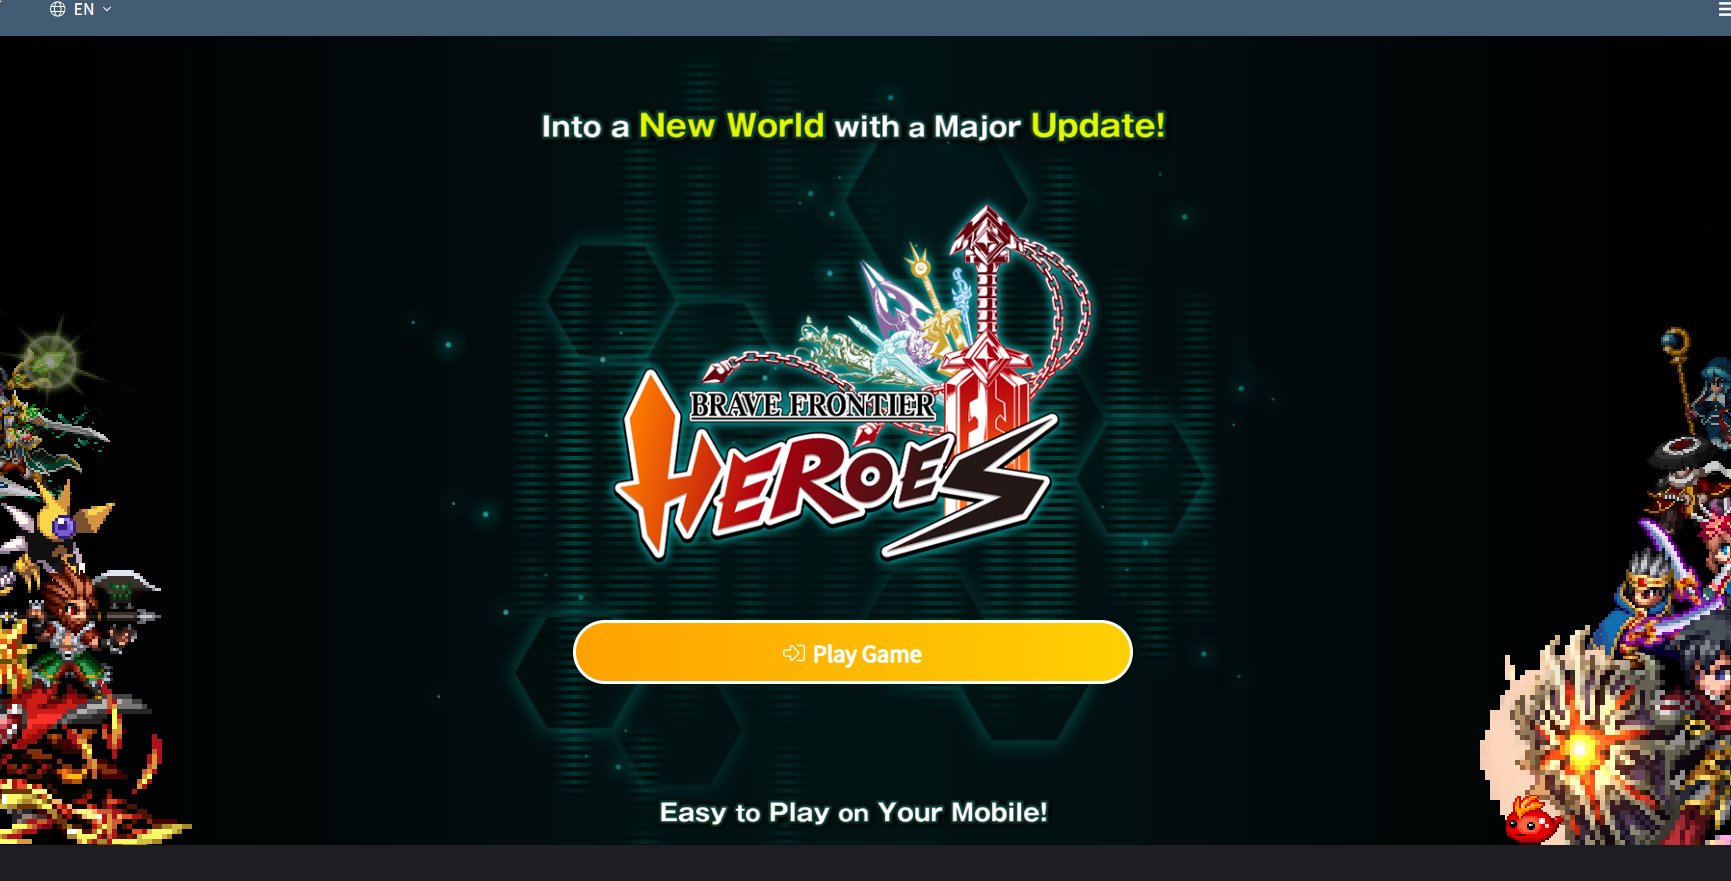 EN
Into a New World with a Major Update!
BRAVE FRONTIER
HEROES
Play Game
Easy to Play on Your Mobile!